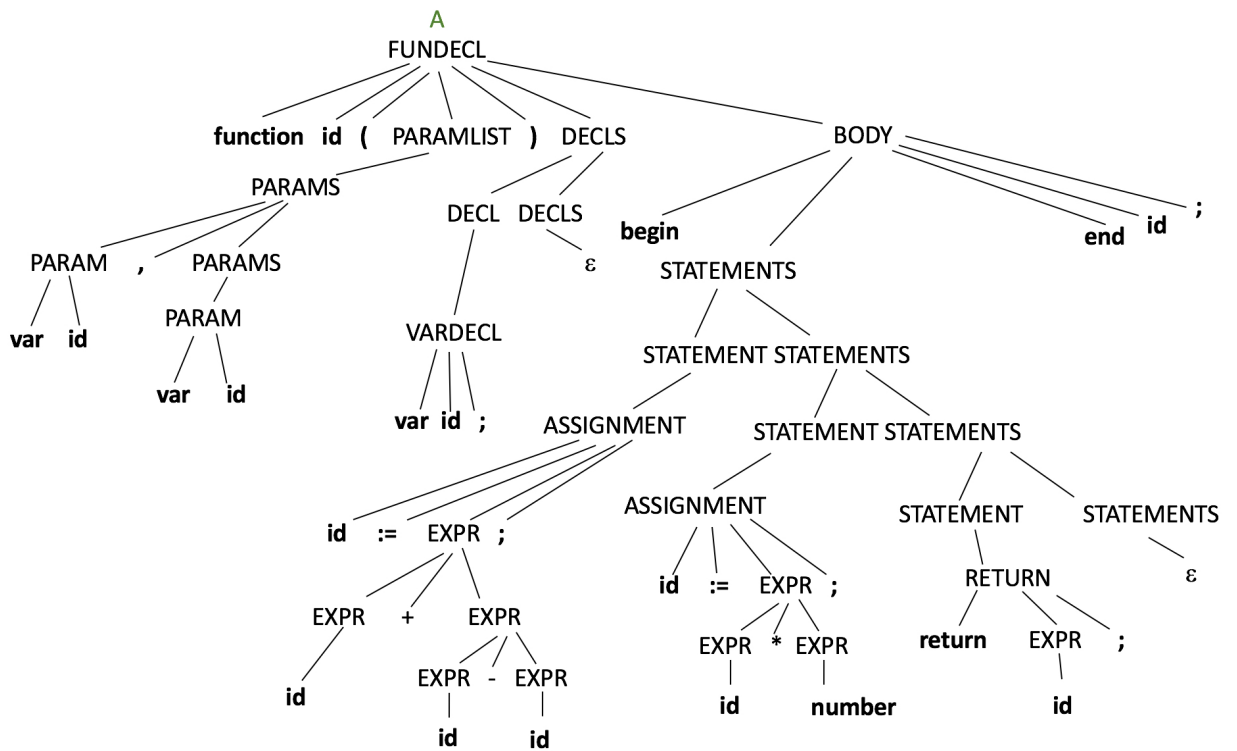 A
FUNDECL
function id ( PARAMLIST ) DECLS BODY
PARAMS
DECL DECLS begin end id ;
PARAM , PARAMS ε STATEMENTS
PARAM
var id VARDECL
STATEMENT STATEMENTS
var id
var id ; ASSIGNMENT STATEMENT STATEMENTS
ASSIGNMENT STATEMENT STATEMENTS
id := EXPR ;
id := EXPR ; RETURN ε
EXPR + EXPR
EXPR * EXPR return EXPR ;
EXPR - EXPR
id id number id
id id